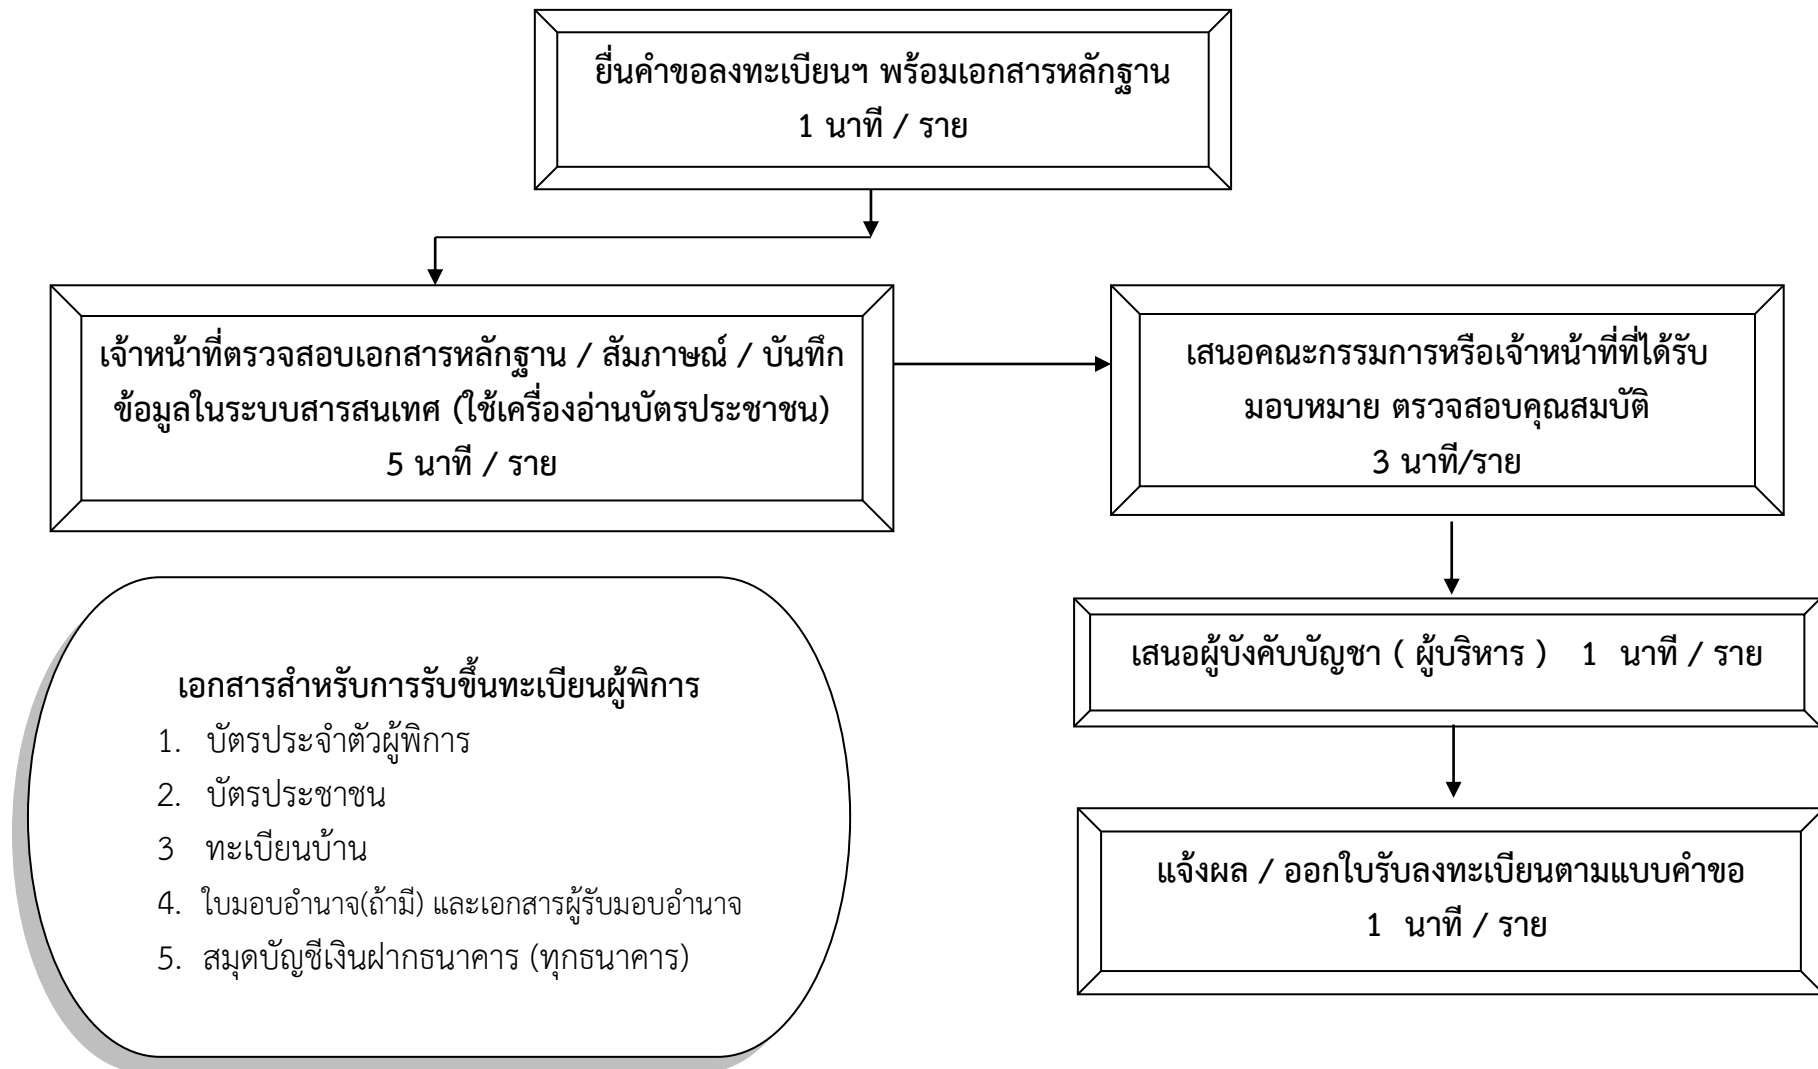 ยื่นคำขอลงทะเบียนฯ พร้อมเอกสารหลักฐาน
1 นาที / ราย
เจ้าหน้าที่ตรวจสอบเอกสารหลักฐาน / สัมภาษณ์ / บันทึก
ข้อมูลในระบบสารสนเทศ (ใช้เครื่องอ่านบัตรประชาชน)
5 นาที / ราย
เสนอคณะกรรมการหรือเจ้าหน้าที่ที่ได้รับ
มอบหมาย ตรวจสอบคุณสมบัติ
3 นาที/ราย
เสนอผู้บังคับบัญชา ( ผู้บริหาร ) 1 นาที / ราย
แจ้งผล / ออกใบรับลงทะเบียนตามแบบคำขอ
1 นาที / ราย
เอกสารสำหรับการรับขึ้นทะเบียนผู้พิการ
1. บัตรประจำตัวผู้พิการ
2. บัตรประชาชน
3 ทะเบียนบ้าน
4. ใบมอบอำนาจ(ถ้ามี) และเอกสารผู้รับมอบอำนาจ
5. สมุดบัญชีเงินฝากธนาคาร (ทุกธนาคาร)